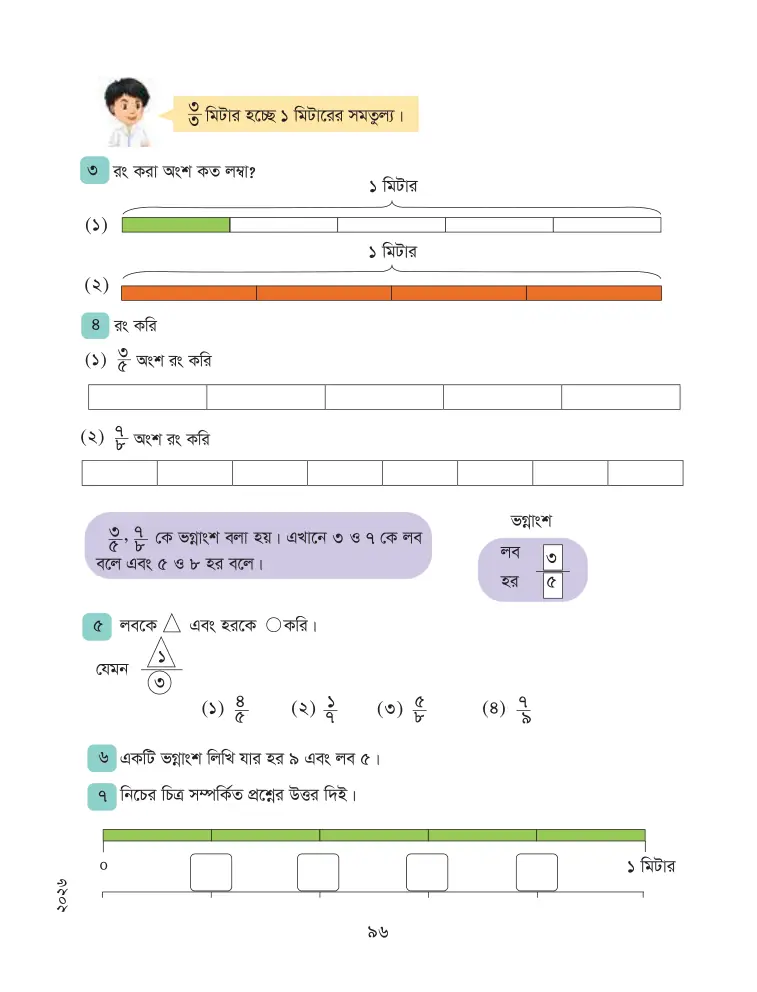 ৩/৩ মিটার হচ্ছে ১ মিটারের সমতুল্য।
৩ রং করা অংশ কত লম্বা?
১ মিটার
(১)
১ মিটার
(২)
৪ রং করি
(১) ৩/৫ অংশ রং করি
(২) ৭/৮ অংশ রং করি
৩/৫, ৭/৮ কে ভগ্নাংশ বলা হয়। এখানে ৩ ও ৭ কে লব
বলে এবং ৫ ও ৮ হর বলে।
ভগ্নাংশ
লব ৩
হর ৫
৫ লবকে △ এবং হরকে ○করি।
যেমন ১/৩
(১) ৪/৫ (২) ১/৭ (৩) ৫/৮ (৪) ৭/৯
৬ একটি ভগ্নাংশ লিখি যার হর ৯ এবং লব ৫।
৭ নিচের চিত্র সম্পর্কিত প্রশ্নের উত্তর দিই।
০ ১ মিটার
২০২৬
৯৬